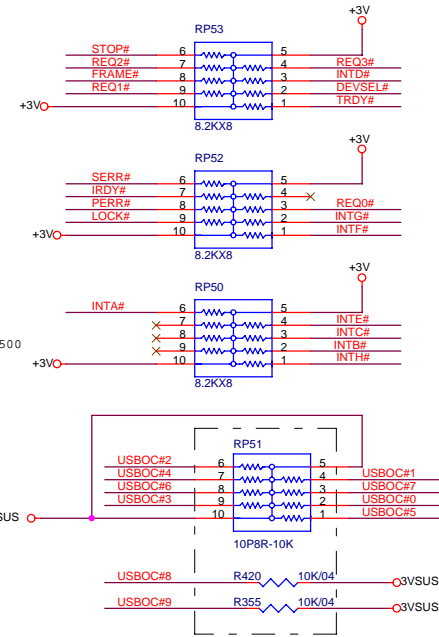 +3V
RP53
STOP# 6 5
REQ2# 7 4 REQ3#
FRAME# 8 3 INTD#
REQ1# 9 2 DEVSEL#
+3V 10 1 TRDY#
8.2KX8
+3V
RP52
SERR# 6 5
IRDY# 7 4
PERR# 8 3 REQ0#
LOCK# 9 2 INTG#
+3V 10 1 INTF#
8.2KX8
+3V
RP50
INTA# 6 5
7 4 INTE#
8 3 INTC#
500 9 2 INTB#
+3V 10 1 INTH#
8.2KX8
RP51
USBOC#2 6 5
USBOC#4 7 4 USBOC#1
USBOC#6 8 3 USBOC#7
USBOC#3 9 2 USBOC#0
SUS 10 1 USBOC#5
10P8R-10K
USBOC#8 R420 10K/04 3VSUS
USBOC#9 R355 10K/04 3VSUS